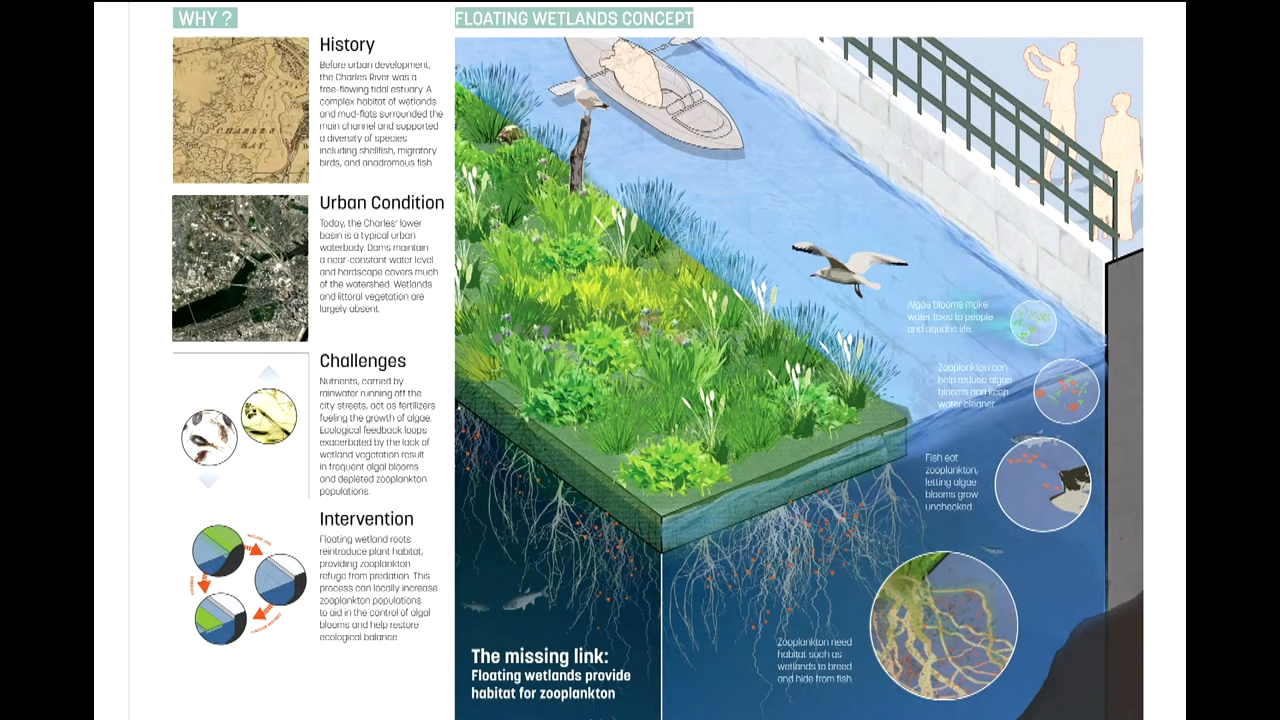 WHY ?
History
Before urban development,
the Charles River was a
free-flowing tidal estuary. A
complex habitat of wetlands
and mud-flats surrounded the
main channel and supported
a diversity of species
including shellfish, migratory
birds, and anadromous fish
CHARLES
BAY
Urban Condition
Today, the Charles' lower
basin is a typical urban
waterbody. Dams maintain
a near-constant water level
and hardscape covers much
of the watershed. Wetlands
and littoral vegetation are
largely absent.
Challenges
Nutrients, carried by
rainwater running off the
city streets, act as fertilizers
fueling the growth of algae.
Ecological feedback loops
exacerbated by the lack of
wetland vegetation result
in frequent algal blooms
and depleted zooplankton
populations.
Intervention
Floating wetland roots
reintroduce plant habitat,
providing zooplankton
refuge from predation. This
process can locally increase
zooplankton populations
to aid in the control of algal
blooms and help restore
ecological balance.
FLOATING WETLANDS CONCEPT
Algae blooms make
water toxic to people
and aquatic life.
Zooplankton can
help reduce algae
blooms and keep
water cleaner.
Fish eat
zooplankton,
letting algae
blooms grow
unchecked.
Zooplankton need
habitat such as
wetlands to breed
and hide from fish.
The missing link:
Floating wetlands provide
habitat for zooplankton